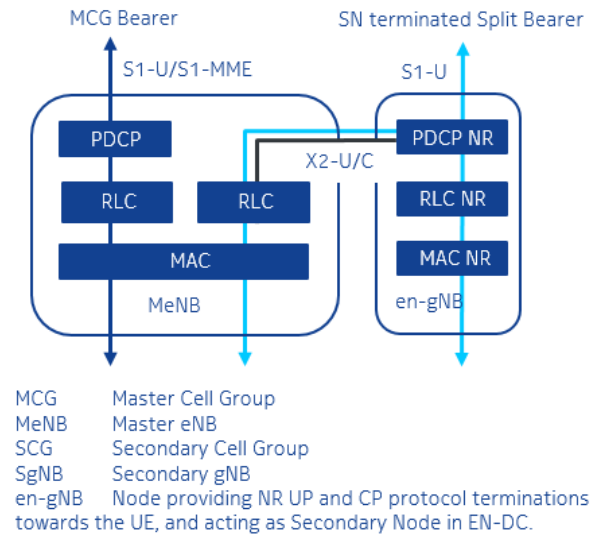 MCG Bearer
SN terminated Split Bearer
S1-U/S1-MME
S1-U
PDCP
PDCP NR
X2-U/C
RLC
RLC
RLC NR
MAC
MAC NR
MeNB
en-gNB
MCG Master Cell Group
MeNB Master eNB
SCG Secondary Cell Group
SgNB Secondary gNB
en-gNB Node providing NR UP and CP protocol terminations
towards the UE, and acting as Secondary Node in EN-DC.